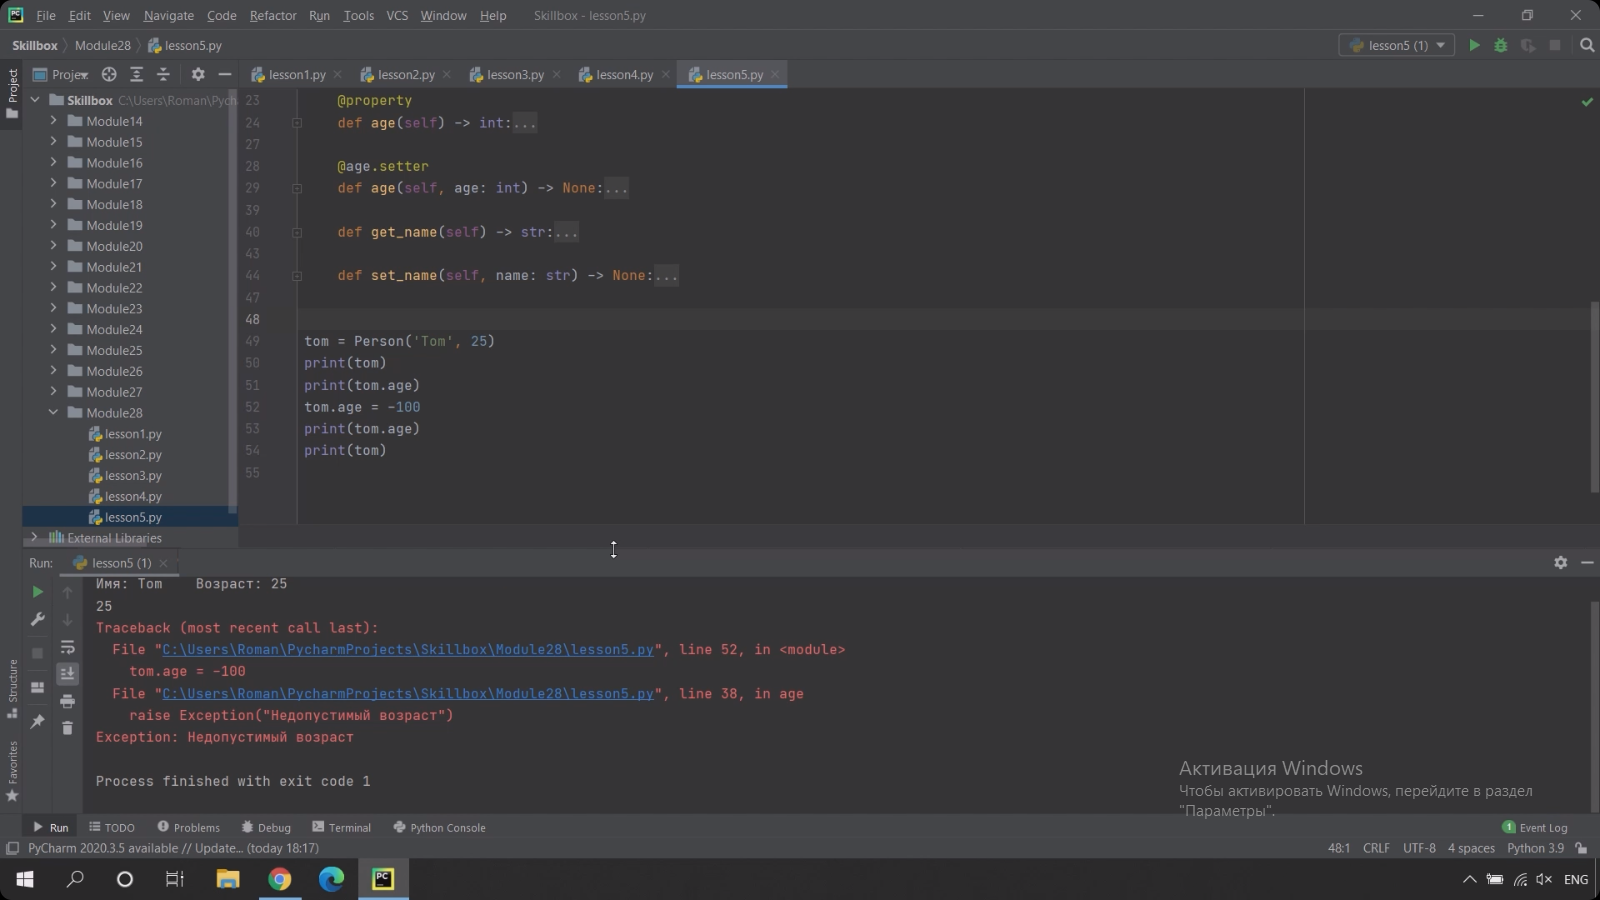 File Edit View Navigate Code Refactor Run Tools VCS Window Help Skillbox - lesson5.py
Skillbox Module28 lesson5.py lesson5 (1)
Project
Project
lesson1.py lesson2.py lesson3.py lesson4.py lesson5.py
Skillbox C:\Users\Roman\Pych
Module14
Module15
Module16
Module17
Module18
Module19
Module20
Module21
Module22
Module23
Module24
Module25
Module26
Module27
Module28
lesson1.py
lesson2.py
lesson3.py
lesson4.py
lesson5.py
External Libraries
23 @property
24 def age(self) -> int:...
27
28 @age.setter
29 def age(self, age: int) -> None:...
39
40 def get_name(self) -> str:...
43
44 def set_name(self, name: str) -> None:...
47
48
49 tom = Person('Tom', 25)
50 print(tom)
51 print(tom.age)
52 tom.age = -100
53 print(tom.age)
54 print(tom)
55
Run: lesson5 (1)
Имя: Tom Возраст: 25
25
Traceback (most recent call last):
File "C:\Users\Roman\PycharmProjects\Skillbox\Module28\lesson5.py", line 52, in <module>
tom.age = -100
File "C:\Users\Roman\PycharmProjects\Skillbox\Module28\lesson5.py", line 38, in age
raise Exception("Недопустимый возраст")
Exception: Недопустимый возраст
Process finished with exit code 1
Structure
Favorites
Активация Windows
Чтобы активировать Windows, перейдите в раздел
"Параметры".
Run TODO Problems Debug Terminal Python Console 1 Event Log
PyCharm 2020.3.5 available // Update... (today 18:17) 48:1 CRLF UTF-8 4 spaces Python 3.9
ENG